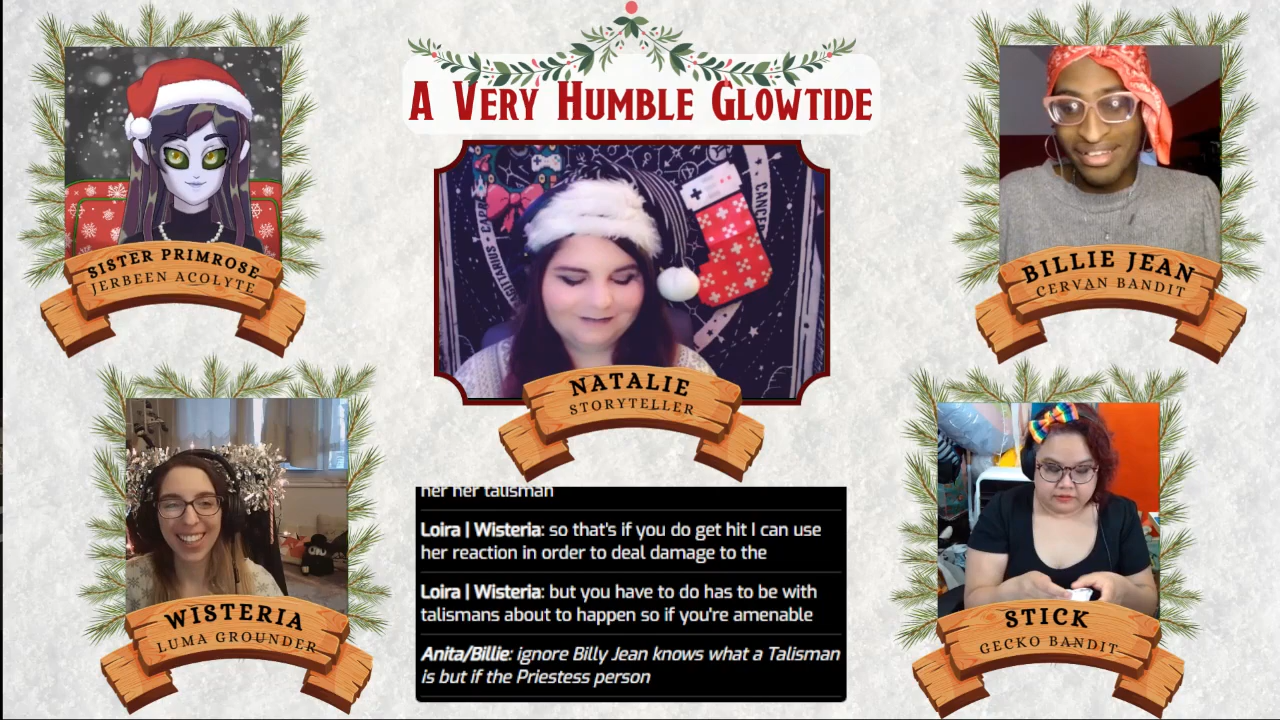 A VERY HUMBLE GLOWTIDE
SISTER PRIMROSE
JERBEEN ACOLYTE
CANCER
BILLIE JEAN
CERVAN BANDIT
NATALIE
STORYTELLER
WISTERIA
LUMA GROUNDER
STICK
GECKO BANDIT
her her talisman
Loira | Wisteria: so that's if you do get hit I can use
her reaction in order to deal damage to the
Loira | Wisteria: but you have to do has to be with
talismans about to happen so if you're amenable
Anita/Billie: ignore Billy Jean knows what a Talisman
is but if the Priestess person